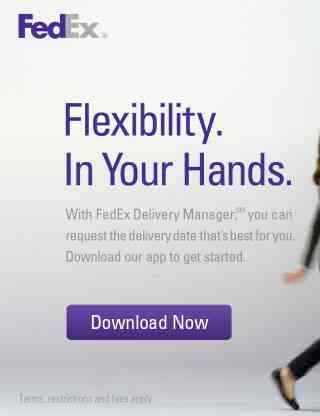 FedEx®
Flexibility.
In Your Hands.
With FedEx Delivery Manager,℠ you can
request the delivery date that's best for you.
Download our app to get started.
Download Now
Terms, restrictions and fees apply.